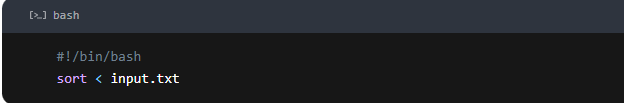 [>_] bash
#!/bin/bash
sort < input.txt